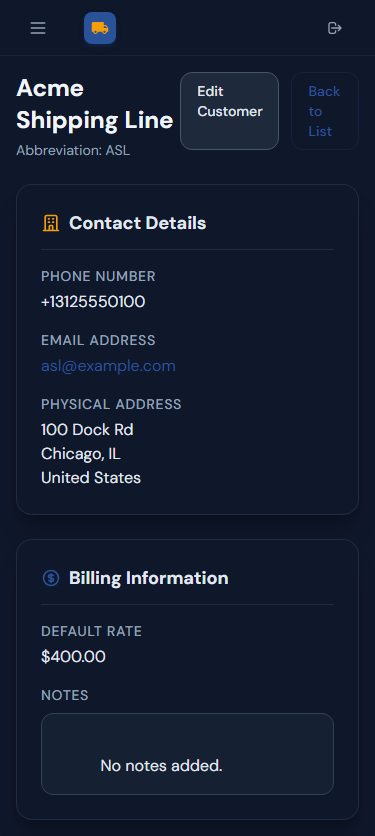 Acme
Shipping Line
Abbreviation: ASL
Edit
Customer
Back
to
List
Contact Details
PHONE NUMBER
+13125550100
EMAIL ADDRESS
asl@example.com
PHYSICAL ADDRESS
100 Dock Rd
Chicago, IL
United States
Billing Information
DEFAULT RATE
$400.00
NOTES
No notes added.